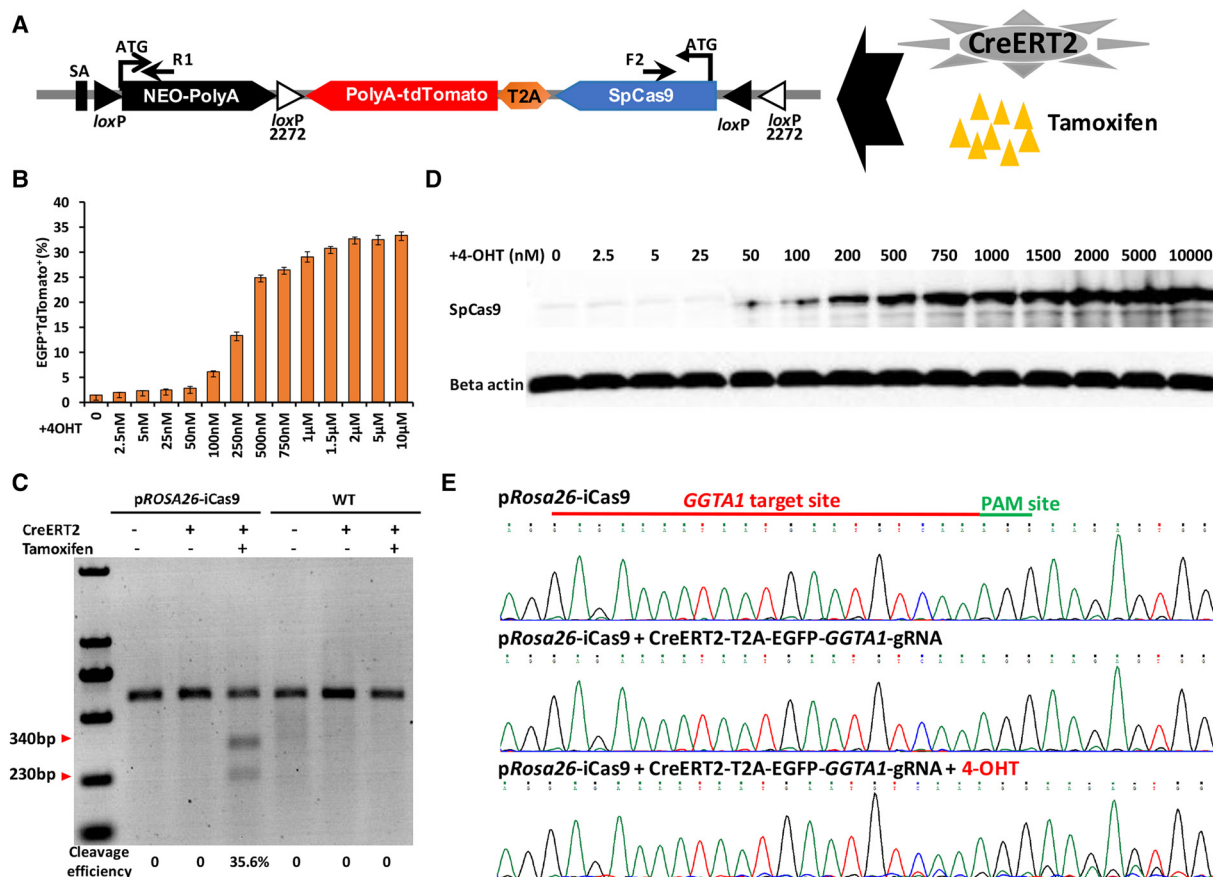 A
ATG
R1
SA
NEO-PolyA
loxP
loxP
2272
PolyA-tdTomato
T2A
F2
ATG
SpCas9
loxP
loxP
2272
CreERT2
Tamoxifen
B
EGFP+TdTomato+ (%)
40
35
30
25
20
15
10
5
0
+4OHT
0
2.5nM
5nM
25nM
50nM
100nM
250nM
500nM
750nM
1μM
1.5μM
2μM
5μM
10μM
D
+4-OHT (nM) 0 2.5 5 25 50 100 200 500 750 1000 1500 2000 5000 10000
SpCas9
Beta actin
C
pROSA26-iCas9 WT
CreERT2 - + + - + +
Tamoxifen - - + - - +
340bp
230bp
Cleavage
efficiency
0 0 35.6% 0 0 0
E
pRosa26-iCas9
GGTA1 target site PAM site
pRosa26-iCas9 + CreERT2-T2A-EGFP-GGTA1-gRNA
pRosa26-iCas9 + CreERT2-T2A-EGFP-GGTA1-gRNA + 4-OHT